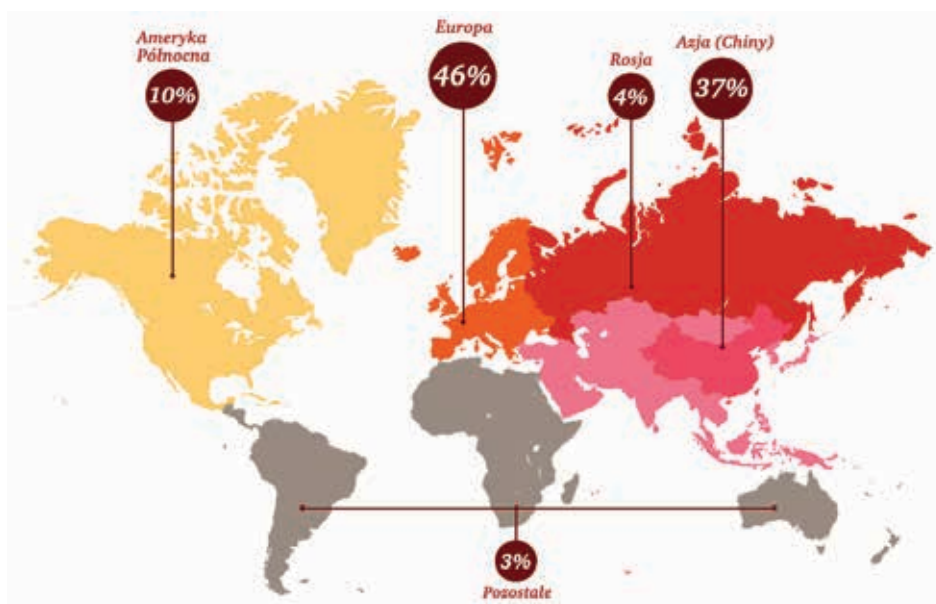 Ameryka
Północna
10%
Europa
46%
Rosja
4%
Azja (Chiny)
37%
3%
Pozostałe